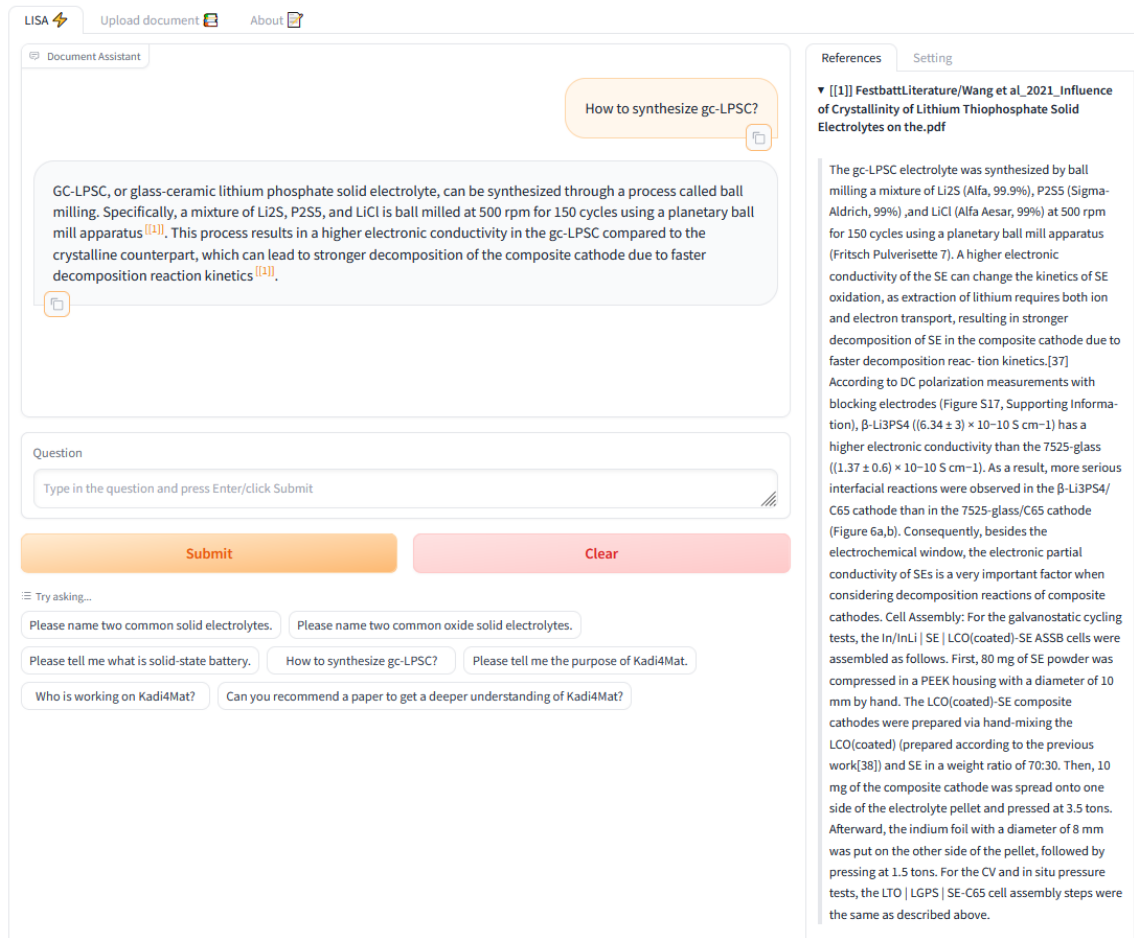 LISA ⚡
Upload document 📚
About 📝
Document Assistant
How to synthesize gc-LPSC?
GC-LPSC, or glass-ceramic lithium phosphate solid electrolyte, can be synthesized through a process called ball
milling. Specifically, a mixture of Li2S, P2S5, and LiCl is ball milled at 500 rpm for 150 cycles using a planetary ball
mill apparatus [[1]]. This process results in a higher electronic conductivity in the gc-LPSC compared to the
crystalline counterpart, which can lead to stronger decomposition of the composite cathode due to faster
decomposition reaction kinetics [[1]].
Question
Type in the question and press Enter/click Submit
Submit
Clear
Try asking...
Please name two common solid electrolytes.
Please name two common oxide solid electrolytes.
Please tell me what is solid-state battery.
How to synthesize gc-LPSC?
Please tell me the purpose of Kadi4Mat.
Who is working on Kadi4Mat?
Can you recommend a paper to get a deeper understanding of Kadi4Mat?
References
Setting
▼ [[1]] FestbattLiterature/Wang et al_2021_Influence
of Crystallinity of Lithium Thiophosphate Solid
Electrolytes on the.pdf
The gc-LPSC electrolyte was synthesized by ball
milling a mixture of Li2S (Alfa, 99.9%), P2S5 (Sigma-
Aldrich, 99%) ,and LiCl (Alfa Aesar, 99%) at 500 rpm
for 150 cycles using a planetary ball mill apparatus
(Fritsch Pulverisette 7). A higher electronic
conductivity of the SE can change the kinetics of SE
oxidation, as extraction of lithium requires both ion
and electron transport, resulting in stronger
decomposition of SE in the composite cathode due to
faster decomposition reac- tion kinetics.[37]
According to DC polarization measurements with
blocking electrodes (Figure S17, Supporting Informa-
tion), β-Li3PS4 ((6.34 ± 3) × 10−10 S cm−1) has a
higher electronic conductivity than the 7525-glass
((1.37 ± 0.6) × 10−10 S cm−1). As a result, more serious
interfacial reactions were observed in the β-Li3PS4/
C65 cathode than in the 7525-glass/C65 cathode
(Figure 6a,b). Consequently, besides the
electrochemical window, the electronic partial
conductivity of SEs is a very important factor when
considering decomposition reactions of composite
cathodes. Cell Assembly: For the galvanostatic cycling
tests, the In/InLi | SE | LCO(coated)-SE ASSB cells were
assembled as follows. First, 80 mg of SE powder was
compressed in a PEEK housing with a diameter of 10
mm by hand. The LCO(coated)-SE composite
cathodes were prepared via hand-mixing the
LCO(coated) (prepared according to the previous
work[38]) and SE in a weight ratio of 70:30. Then, 10
mg of the composite cathode was spread onto one
side of the electrolyte pellet and pressed at 3.5 tons.
Afterward, the indium foil with a diameter of 8 mm
was put on the other side of the pellet, followed by
pressing at 1.5 tons. For the CV and in situ pressure
tests, the LTO | LGPS | SE-C65 cell assembly steps were
the same as described above.